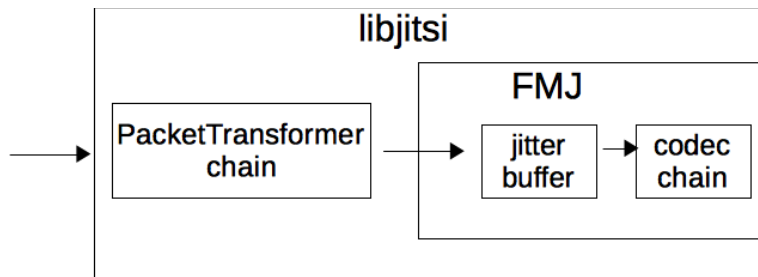 libjitsi
FMJ
PacketTransformer
chain
jitter
buffer
codec
chain